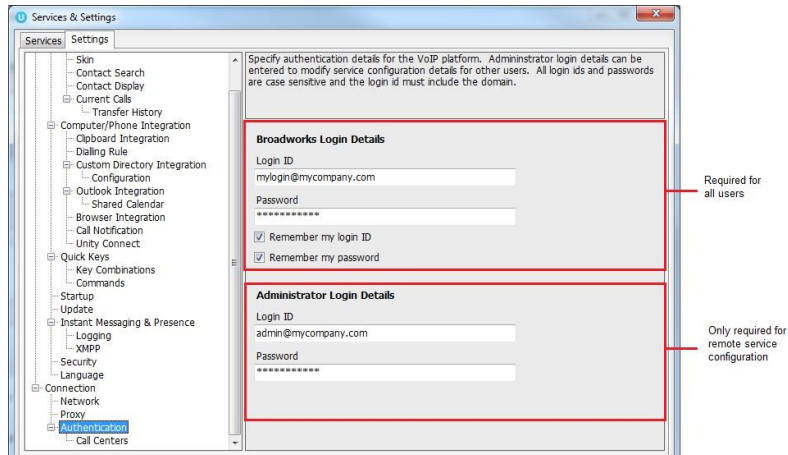 Services & Settings
Services
Settings
Skin
Contact Search
Contact Display
Current Calls
Transfer History
Computer/Phone Integration
Clipboard Integration
Dialling Rule
Custom Directory Integration
Configuration
Outlook Integration
Shared Calendar
Browser Integration
Call Notification
Unity Connect
Quick Keys
Key Combinations
Commands
Startup
Update
Instant Messaging & Presence
Logging
XMPP
Security
Language
Connection
Network
Proxy
Authentication
Call Centers
Specify authentication details for the VoIP platform. Admininstrator login details can be
entered to modify service configuration details for other users. All login ids and passwords
are case sensitive and the login id must include the domain.
Broadworks Login Details
Login ID
mylogin@mycompany.com
Password
***********
Remember my login ID
Remember my password
Administrator Login Details
Login ID
admin@mycompany.com
Password
***********
Required for
all users
Only required for
remote service
configuration